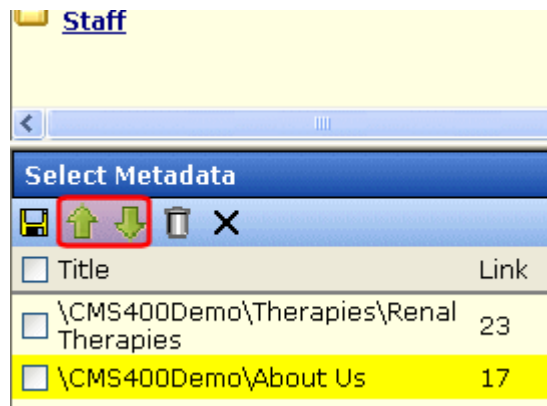 Staff
Select Metadata
Title Link
\CMS400Demo\Therapies\Renal
Therapies 23
\CMS400Demo\About Us 17